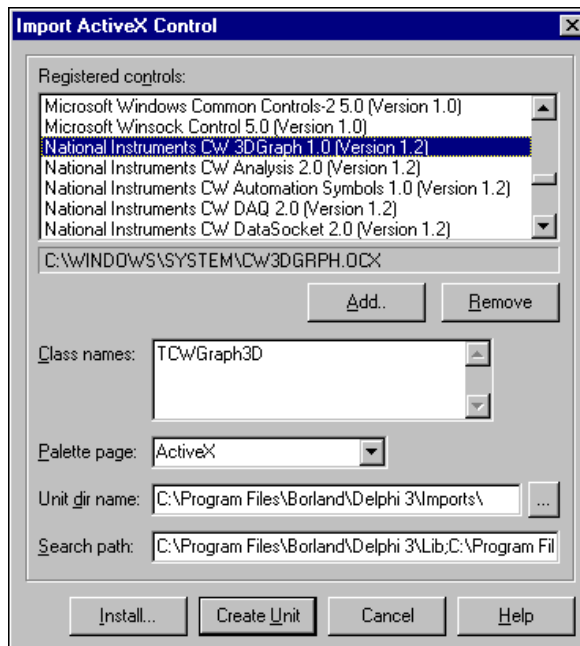 Import ActiveX Control
Registered controls:
Microsoft Windows Common Controls-2 5.0 (Version 1.0)
Microsoft Winsock Control 5.0 (Version 1.0)
National Instruments CW 3DGraph 1.0 (Version 1.2)
National Instruments CW Analysis 2.0 (Version 1.2)
National Instruments CW Automation Symbols 1.0 (Version 1.2)
National Instruments CW DAQ 2.0 (Version 1.2)
National Instruments CW DataSocket 2.0 (Version 1.2)
C:\WINDOWS\SYSTEM\CW3DGRPH.OCX
Add.. Remove
Class names: TCWGraph3D
Palette page: ActiveX
Unit dir name: C:\Program Files\Borland\Delphi 3\Imports\ ...
Search path: C:\Program Files\Borland\Delphi 3\Lib;C:\Program Fil
Install... Create Unit Cancel Help